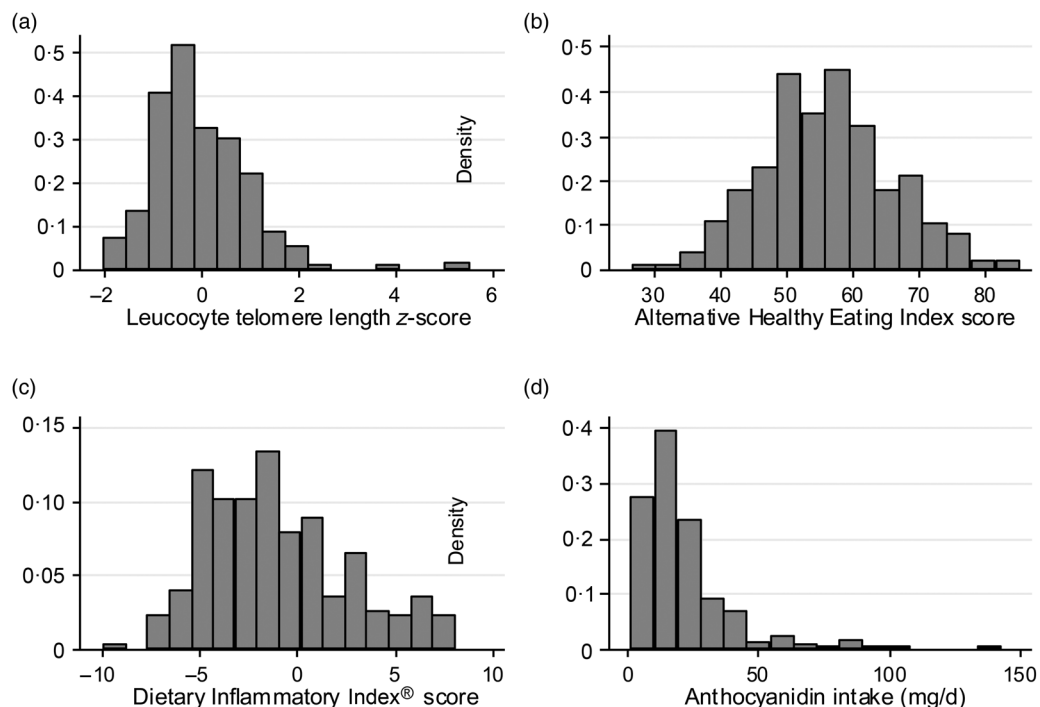 (a)
0·5
0·4
0·3
0·2
0·1
0
–2 0 2 4 6
Leucocyte telomere length z-score
Density
(b)
0·5
0·4
0·3
0·2
0·1
0
30 40 50 60 70 80
Alternative Healthy Eating Index score
(c)
0·15
0·10
0·05
0
–10 –5 0 5 10
Dietary Inflammatory Index® score
Density
(d)
0·4
0·3
0·2
0·1
0
0 50 100 150
Anthocyanidin intake (mg/d)